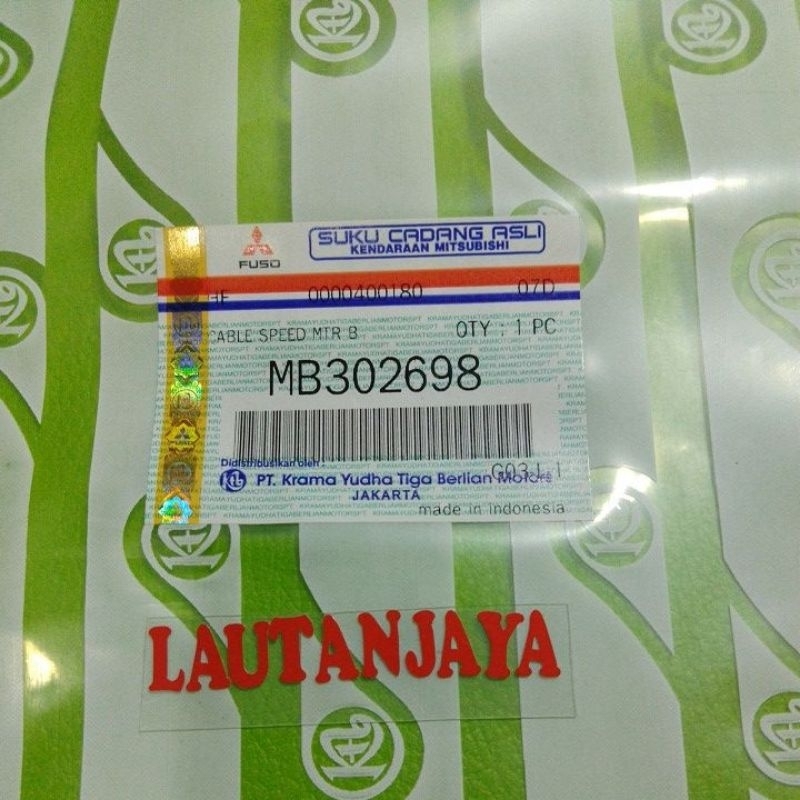 FUSO
SUKU CADANG ASLI
KENDARAAN MITSUBISHI
0000400180 07D
CABLE SPEED MTR B QTY : 1 PC
MB302698
Didistribusikan oleh :
PT. Krama Yudha Tiga Berlian Motors
JAKARTA
made in indonesia
LAUTANJAYA